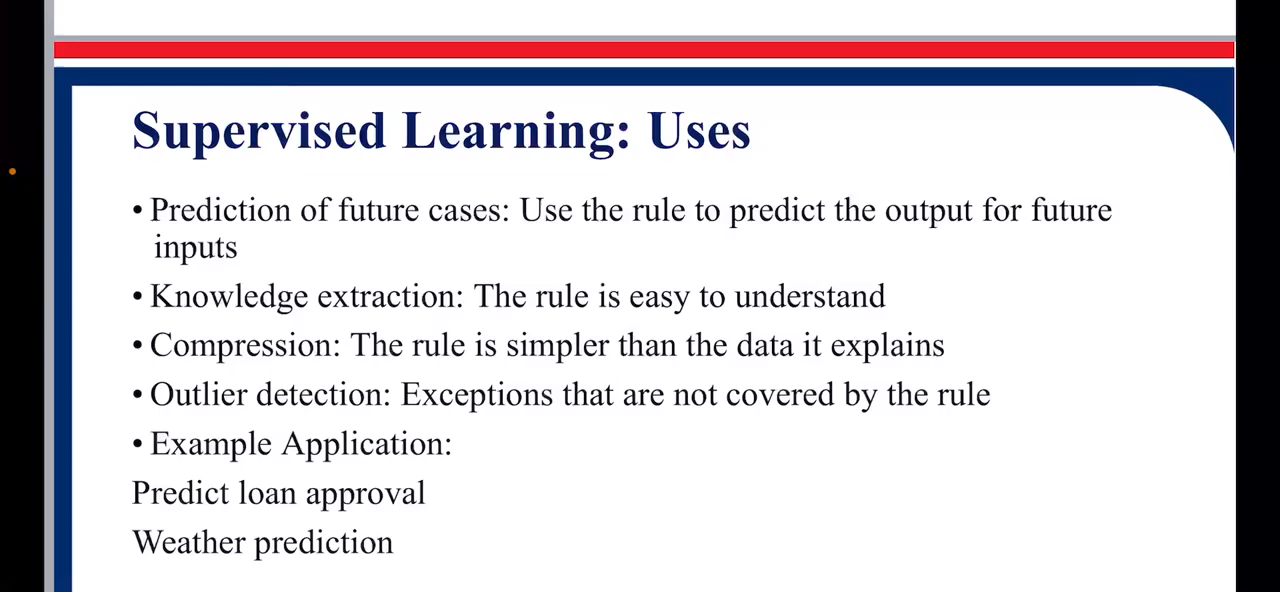 Supervised Learning: Uses
• Prediction of future cases: Use the rule to predict the output for future
inputs
• Knowledge extraction: The rule is easy to understand
• Compression: The rule is simpler than the data it explains
• Outlier detection: Exceptions that are not covered by the rule
• Example Application:
Predict loan approval
Weather prediction